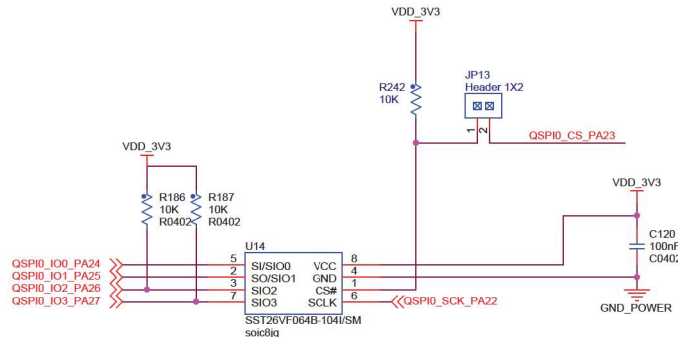 VDD_3V3
R242
10K
JP13
Header 1X2
1
2
QSPI0_CS_PA23
VDD_3V3
R186
10K
R0402
R187
10K
R0402
VDD_3V3
C120
100nF
C0402
U14
QSPI0_IO0_PA24
5
SI/SIO0
VCC
8
QSPI0_IO1_PA25
2
SO/SIO1
GND
4
QSPI0_IO2_PA26
3
SIO2
CS#
1
QSPI0_IO3_PA27
7
SIO3
SCLK
6
QSPI0_SCK_PA22
SST26VF064B-104I/SM
soic8jg
GND_POWER